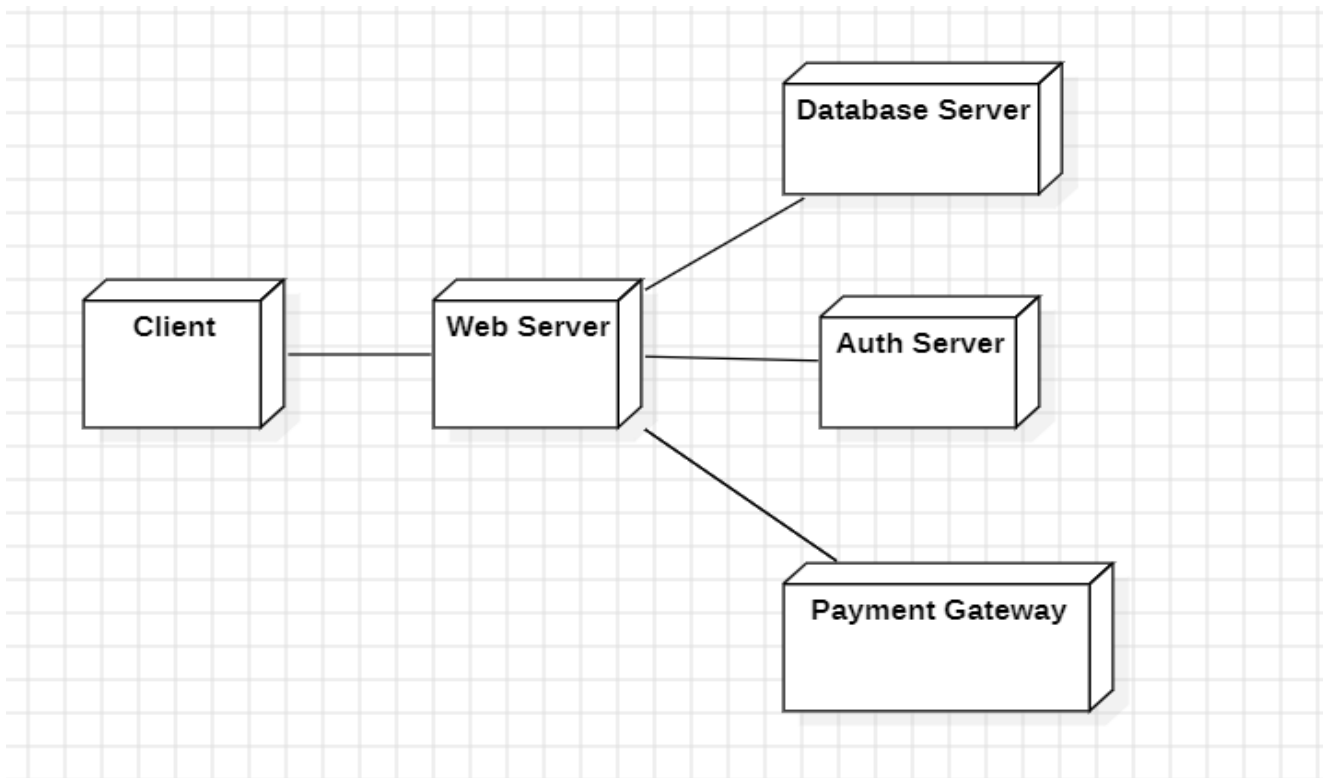 Database Server
Client
Web Server
Auth Server
Payment Gateway